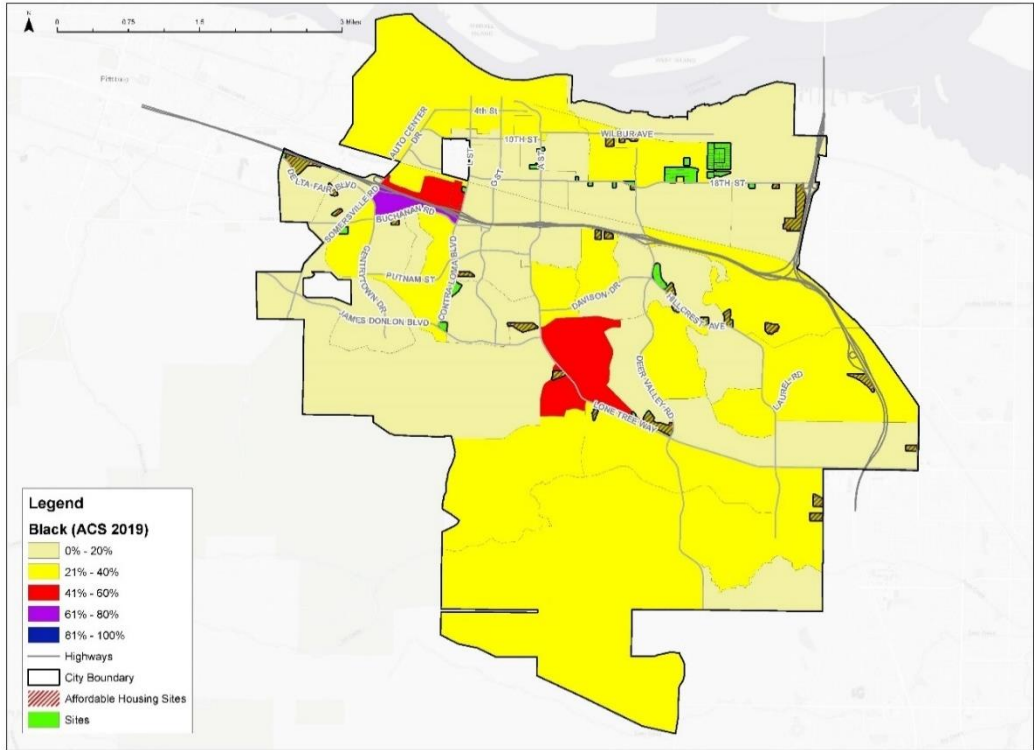 N
0 0.75 1.5 3 Miles
Pittsburg
4th St
AUTO CENTER DR
10TH ST
WILBUR AVE
L ST
G ST
A ST
18TH ST
DELTA FAIR BLVD
SOMERSVILLE RD
BUCHANAN RD
GENTRYTOWN DR
PUTNAM ST
CONTRA LOMA BLVD
DAVISON DR
HILLCREST AVE
JAMES DONLON BLVD
DEER VALLEY RD
LAUREL RD
LONE TREE WAY
Legend
Black (ACS 2019)
0% - 20%
21% - 40%
41% - 60%
61% - 80%
81% - 100%
Highways
City Boundary
Affordable Housing Sites
Sites